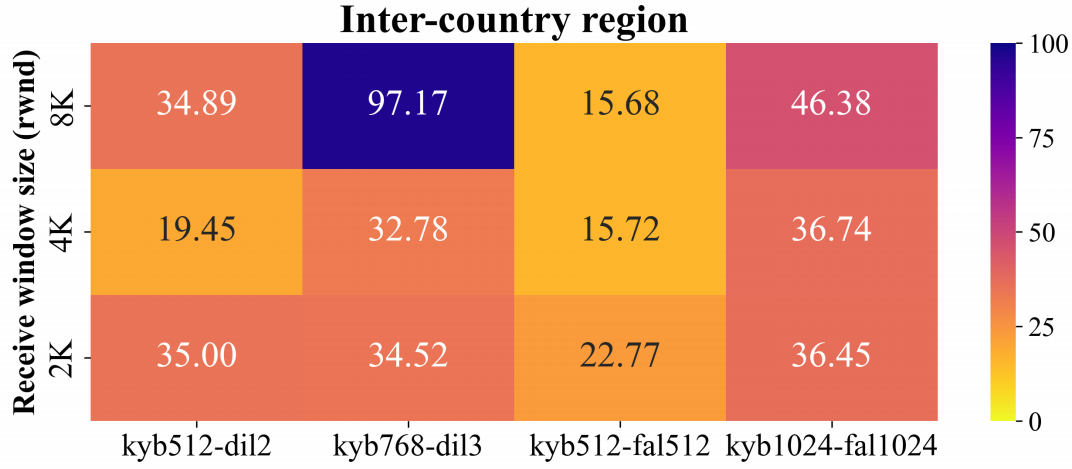 Inter-country region
Receive window size (rwnd)
8K
34.89 97.17 15.68 46.38
4K
19.45 32.78 15.72 36.74
2K
35.00 34.52 22.77 36.45
kyb512-dil2 kyb768-dil3 kyb512-fal512 kyb1024-fal1024
100
75
50
25
0